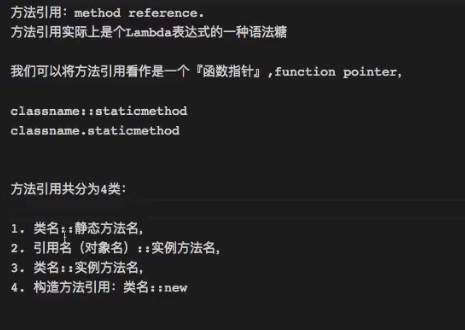 方法引用：method reference.
方法引用实际上是个Lambda表达式的一种语法糖
我们可以将方法引用看作是一个『函数指针』,function pointer，
classname::staticmethod
classname.staticmethod
方法引用共分为4类：
1. 类名::静态方法名，
2. 引用名（对象名）::实例方法名，
3. 类名::实例方法名，
4. 构造方法引用：类名::new